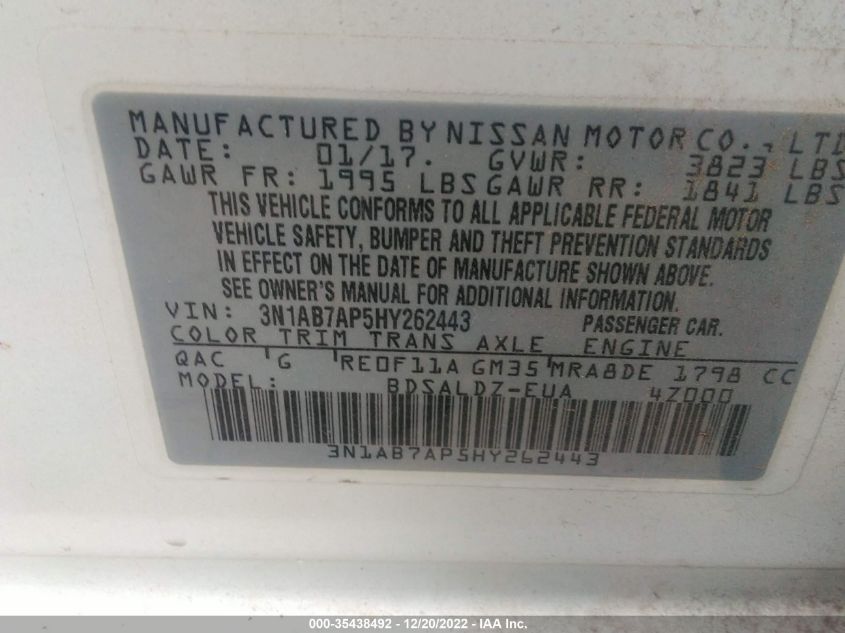 MANUFACTURED BY NISSAN MOTOR CO., LTD
DATE: 01/17. GVWR: 3823 LBS
GAWR FR: 1995 LBS GAWR RR: 1841 LBS
THIS VEHICLE CONFORMS TO ALL APPLICABLE FEDERAL MOTOR
VEHICLE SAFETY, BUMPER AND THEFT PREVENTION STANDARDS
IN EFFECT ON THE DATE OF MANUFACTURE SHOWN ABOVE.
SEE OWNER'S MANUAL FOR ADDITIONAL INFORMATION.
VIN: 3N1AB7AP5HY262443 PASSENGER CAR.
COLOR TRIM TRANS AXLE ENGINE
QAC 'G 'RE0F11A GM35 'MRA8DE 1798 CC
MODEL: BDSALDZ-EUA 4Z000
3N1AB7AP5HY262443
000-35438492 - 12/20/2022 - IAA Inc.